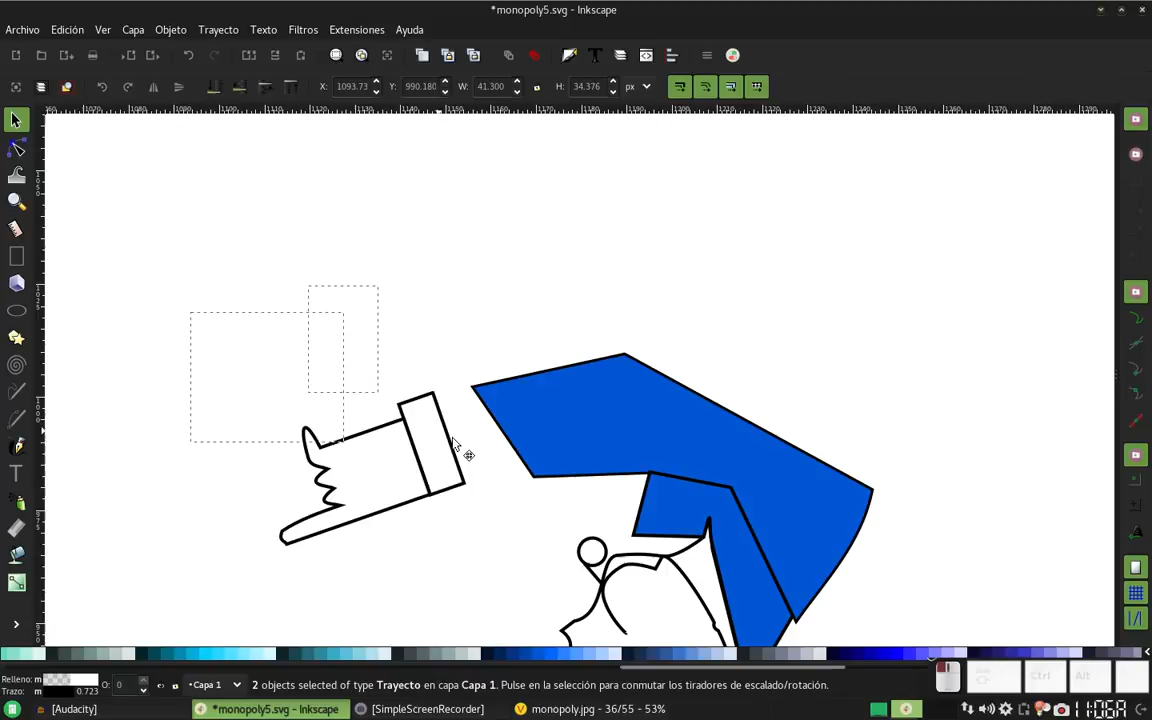 *monopoly5.svg - Inkscape
Archivo Edición Ver Capa Objeto Trayecto Texto Filtros Extensiones Ayuda
X: 1093.73 Y: 990.180 W: 41.300 H: 34.376 px
Relleno: m O: 0 •Capa 1 2 objects selected of type Trayecto en capa Capa 1. Pulse en la selección para conmutar los tiradores de escalado/rotación.
Trazo: m 0.723
Ctrl Alt
[Audacity] *monopoly5.svg - Inkscape [SimpleScreenRecorder] monopoly.jpg - 36/55 - 53%